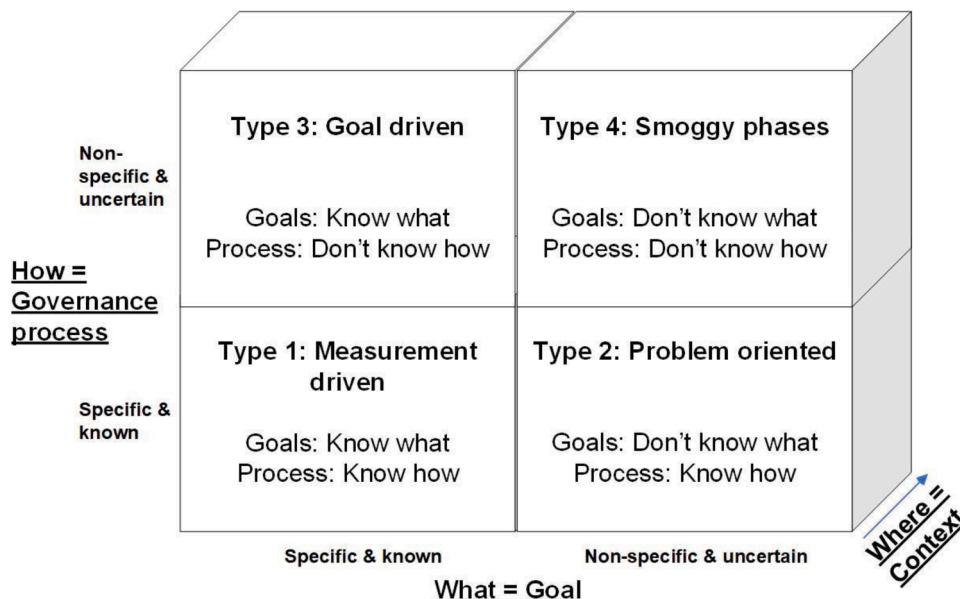 Type 3: Goal driven
Goals: Know what
Process: Don't know how
Type 4: Smoggy phases
Goals: Don't know what
Process: Don't know how
Non-
specific &
uncertain
How =
Governance
process
Type 1: Measurement
driven
Goals: Know what
Process: Know how
Type 2: Problem oriented
Goals: Don't know what
Process: Know how
Specific &
known
Specific & known
Non-specific & uncertain
What = Goal
Where =
Context